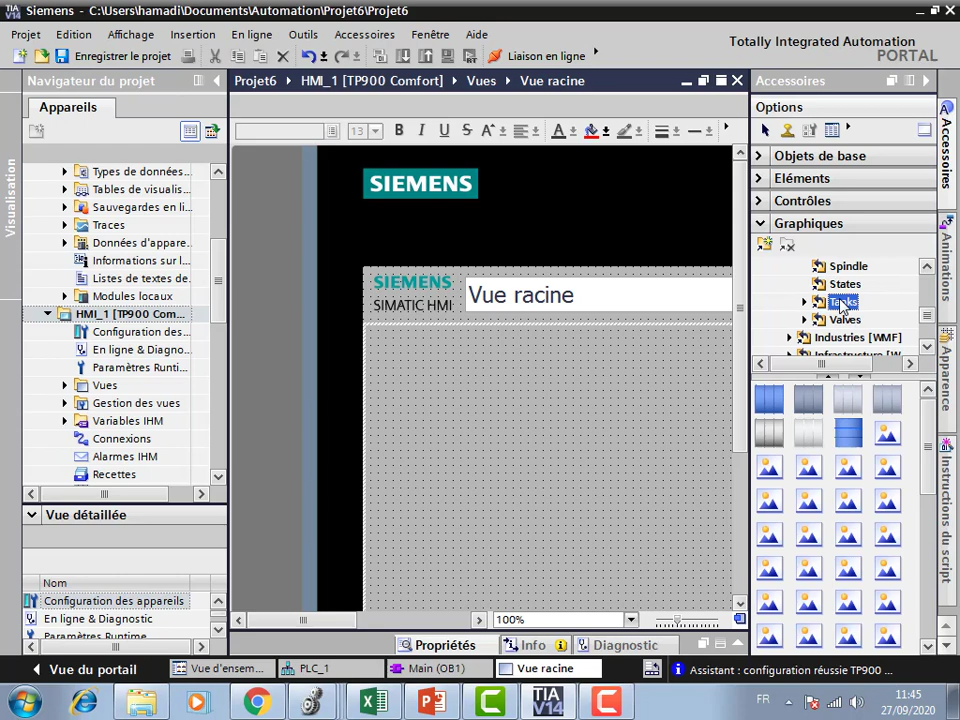 TIA V14 Siemens - C:\Users\hamadi\Documents\Automation\Projet6\Projet6
Projet Edition Affichage Insertion En ligne Outils Accessoires Fenêtre Aide
Enregistrer le projet Liaison en ligne
Totally Integrated Automation
PORTAL
Navigateur du projet
Projet6 HMI_1 [TP900 Comfort] Vues Vue racine
Accessoires
Appareils
Options
13 B I U S A A
Objets de base
Eléments
Contrôles
Graphiques
Types de données...
Tables de visualis...
Sauvegardes en li...
Traces
Données d'appare...
Informations sur l...
Listes de textes de...
Modules locaux
HMI_1 [TP900 Com...
Configuration des...
En ligne & Diagno...
Paramètres Runti...
Vues
Gestion des vues
Variables IHM
Connexions
Alarmes IHM
Recettes
SIEMENS
SIEMENS
SIMATIC HMI
Vue racine
Spindle
States
Tanks
Valves
Industries [WMF]
Infrastructure [W
Visualisation
Accessoires
Animations
Apparence
Instructions du script
Vue détaillée
Nom
Configuration des appareils
En ligne & Diagnostic
Paramètres Runtime
100%
Propriétés Info Diagnostic
Vue du portail Vue d'ensem... PLC_1 Main (OB1) Vue racine Assistant : configuration réussie TP900 ...
TIA V14
FR
11:45
27/09/2020